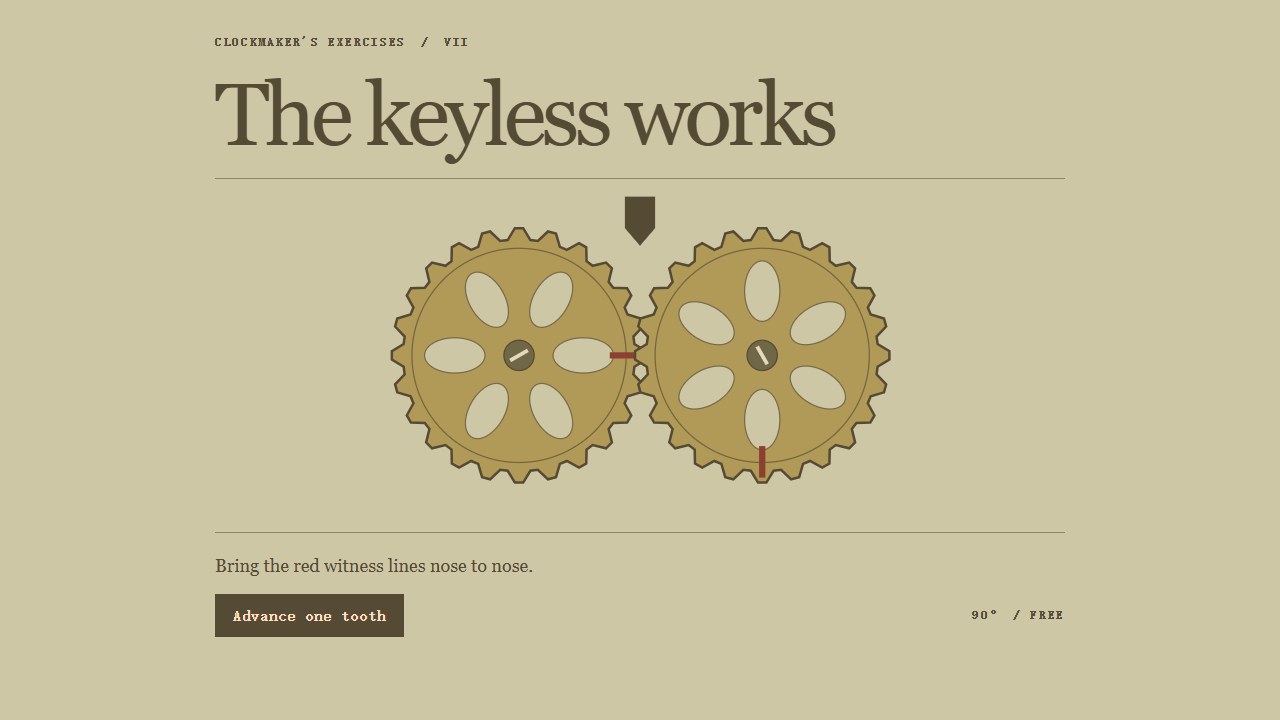 CLOCKMAKER'S EXERCISES / VII
The keyless works
Bring the red witness lines nose to nose.
Advance one tooth
90° / FREE